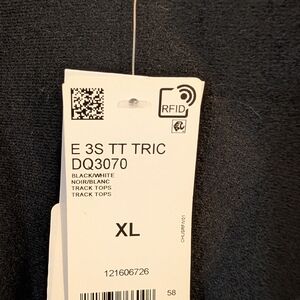 RFID
E 3S TT TRIC
DQ3070
BLACK/WHITE
NOIR/BLANC
TRACK TOPS
TRACK TOPS
XL
121606726
58